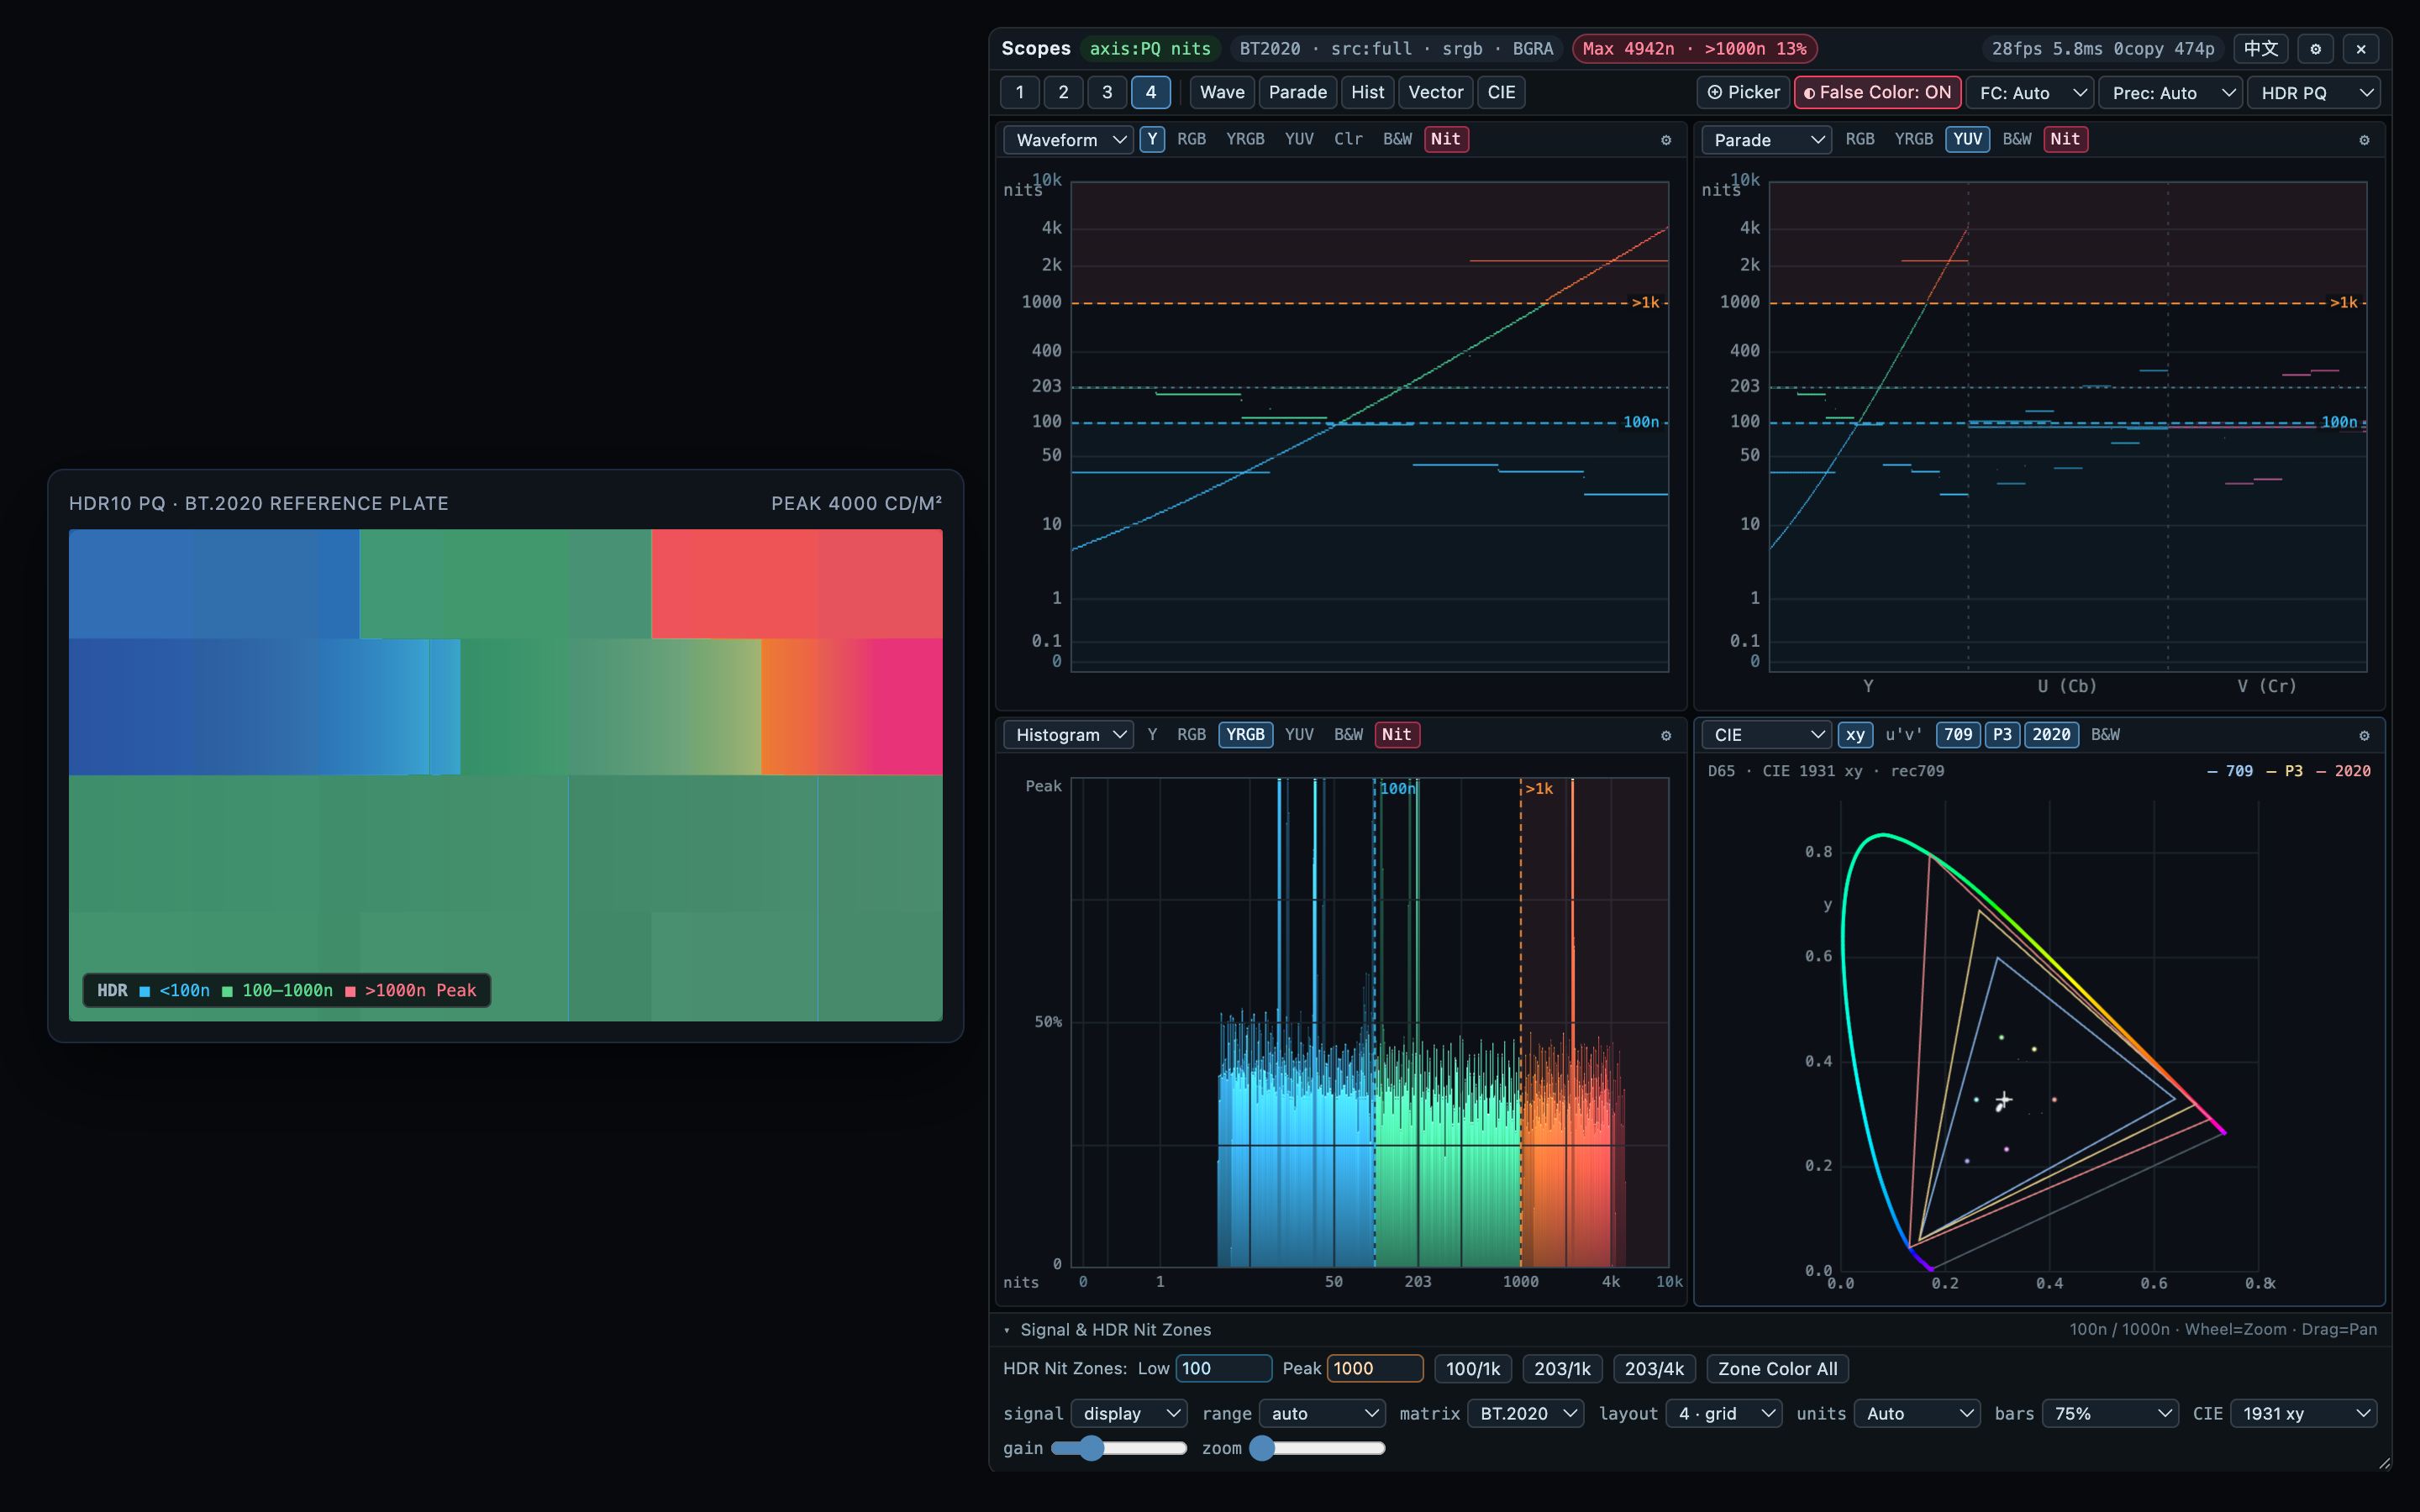 HDR10 PQ · BT.2020 REFERENCE PLATE
PEAK 4000 CD/M²
HDR <100n 100–1000n >1000n Peak
Scopes axis:PQ nits BT2020 · src:full · srgb · BGRA Max 4942n · >1000n 13% 28fps 5.8ms 0copy 474p 中文
1 2 3 4 Wave Parade Hist Vector CIE Picker False Color: ON FC: Auto Prec: Auto HDR PQ
Waveform Y RGB YRGB YUV Clr B&W Nit
nits
10k
4k
2k
1000
>1k
400
203
100
100n
50
10
1
0.1
0
Parade RGB YRGB YUV B&W Nit
nits
10k
4k
2k
1000
>1k
400
203
100
100n
50
10
1
0.1
0
Y U (Cb) V (Cr)
Histogram Y RGB YRGB YUV B&W Nit
Peak
100n >1k
50%
0
nits 0 1 50 203 1000 4k 10k
CIE xy u'v' 709 P3 2020 B&W
D65 · CIE 1931 xy · rec709
709 P3 2020
0.8
y
0.6
0.4
0.2
0.0
0.0 0.2 0.4 0.6 0.8 x
Signal & HDR Nit Zones 100n / 1000n · Wheel=Zoom · Drag=Pan
HDR Nit Zones: Low 100 Peak 1000 100/1k 203/1k 203/4k Zone Color All
signal display range auto matrix BT.2020 layout 4 · grid units Auto bars 75% CIE 1931 xy
gain zoom